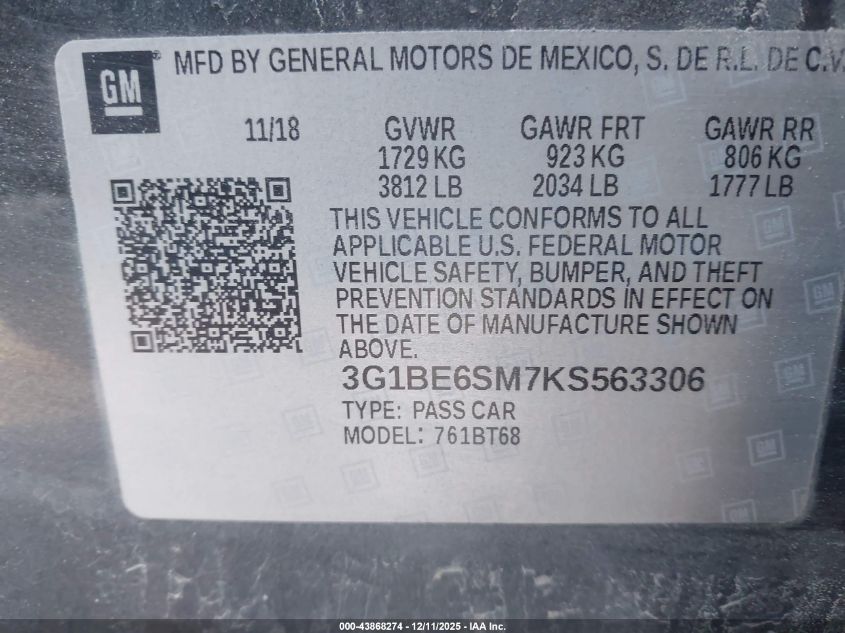 GM
®
MFD BY GENERAL MOTORS DE MEXICO, S. DE R.L. DE C.V.
11/18 GVWR GAWR FRT GAWR RR
1729 KG 923 KG 806 KG
3812 LB 2034 LB 1777 LB
THIS VEHICLE CONFORMS TO ALL
APPLICABLE U.S. FEDERAL MOTOR
VEHICLE SAFETY, BUMPER, AND THEFT
PREVENTION STANDARDS IN EFFECT ON
THE DATE OF MANUFACTURE SHOWN
ABOVE.
3G1BE6SM7KS563306
TYPE: PASS CAR
MODEL: 761BT68
000-43868274 - 12/11/2025 - IAA Inc.